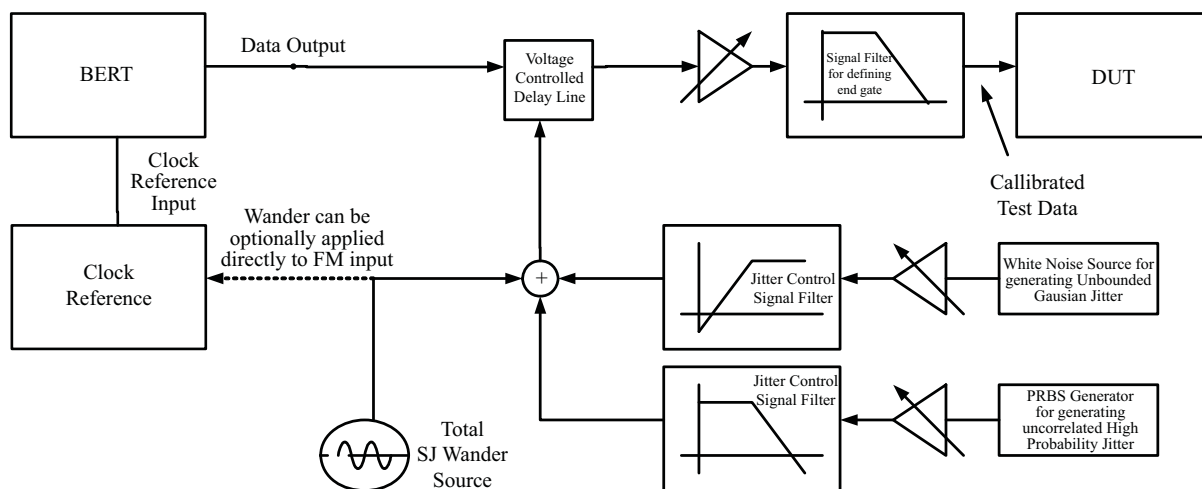 BERT
Data Output
Voltage
Controlled
Delay Line
Signal Filter
for defining
end gate
DUT
Clock
Reference
Input
Callibrated
Test Data
Wander can be
optionally applied
directly to FM input
Clock
Reference
+
Jitter Control
Signal Filter
White Noise Source for
generating Unbounded
Gausian Jitter
Jitter Control
Signal Filter
PRBS Generator
for generating
uncorrelated High
Probability Jitter
Total
SJ Wander
Source